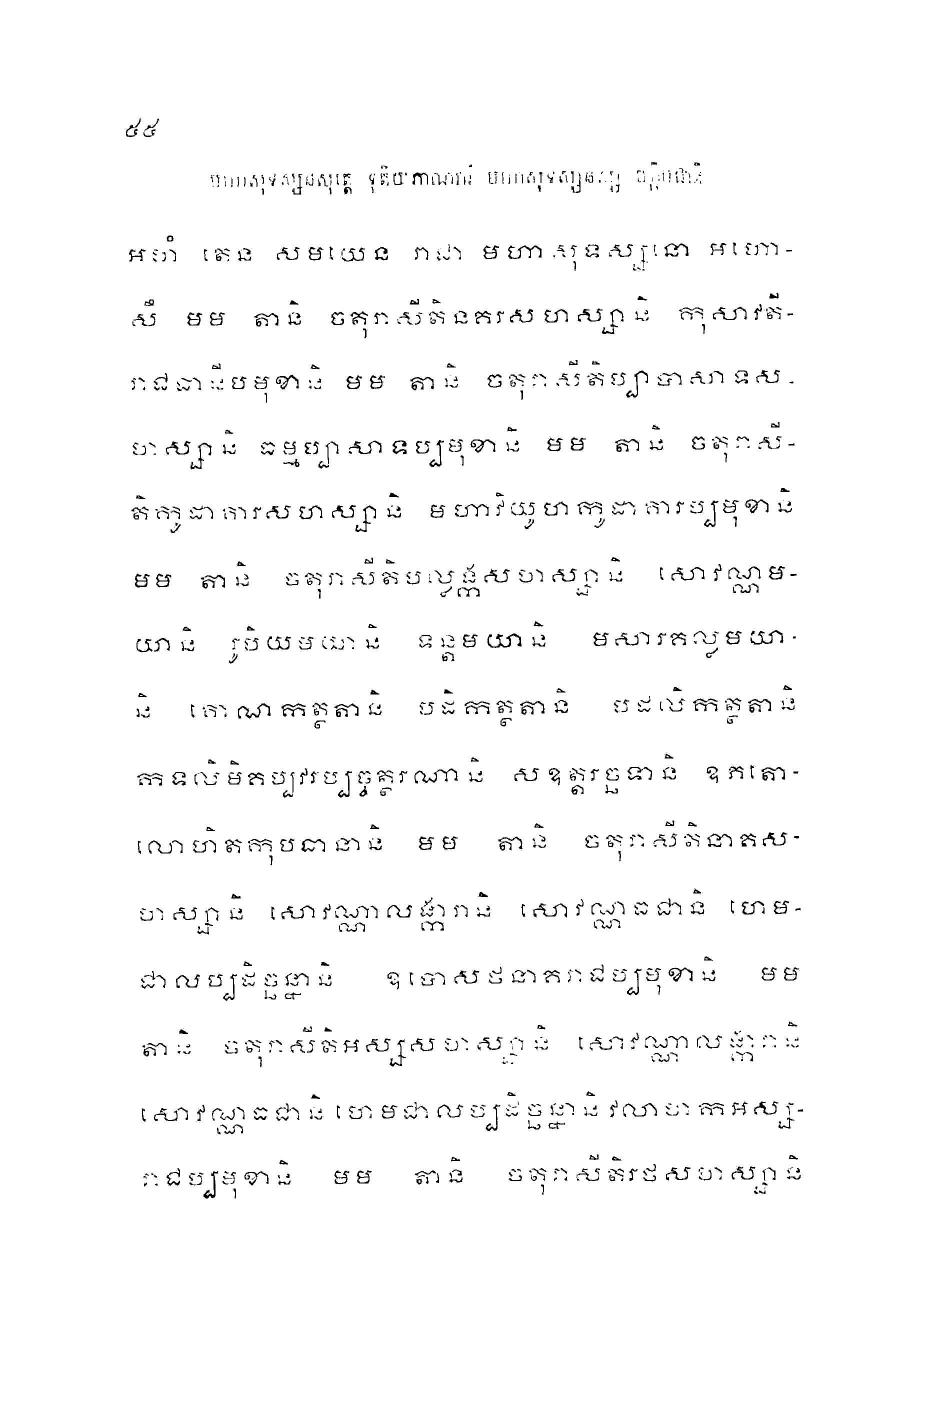 ៥៥
មហាសុទស្សនសុត្តេ ទុតិយភាណវារំ មហាសុទស្សនស្ស
អហំ តេន សមយេន រាជា មហាសុទស្សនោ អហោ-
សឹ មម តានិ ចតុរាសីតិនគរសហស្សានិ កុសាវតី-
រាជធានីបមុខានិ មម តានិ ចតុរាសីតិប្បាបាសាទស-
ហស្សានិ ធម្មប្បាសាទប្បមុខានិ មម តានិ ចតុរាសី-
តិកូដាគារសហស្សានិ មហាវិយូហកូដាគារប្បមុខានិ
មម តានិ ចតុរាសីតិបល្លង្កសហស្សានិ សោវណ្ណម-
យានិ រូបិយមយានិ ទន្តមយានិ មសារគល្លមយា-
និ គោណកត្ថតានិ បដិកត្ថតានិ បដលិកត្ថតានិ
កទលិមិគប្បវរប្បច្ចត្ថរណានិ សឧត្តរច្ឆទានិ ឧភតោ-
លោហិតកុបធានានិ មម តានិ ចតុរាសីតិនាគស-
ហស្សានិ សោវណ្ណាលង្ការានិ សោវណ្ណធជានិ ហេម-
ជាលប្បដិច្ឆន្នានិ ឧបោសថនាគរាជប្បមុខានិ មម
តានិ ចតុរាសីតិអស្សសហស្សានិ សោវណ្ណាលង្ការានិ
សោវណ្ណធជានិ ហេមជាលប្បដិច្ឆន្នានិ វលាហកអស្ស-
រាជប្បមុខានិ មម តានិ ចតុរាសីតិរថសហស្សានិ